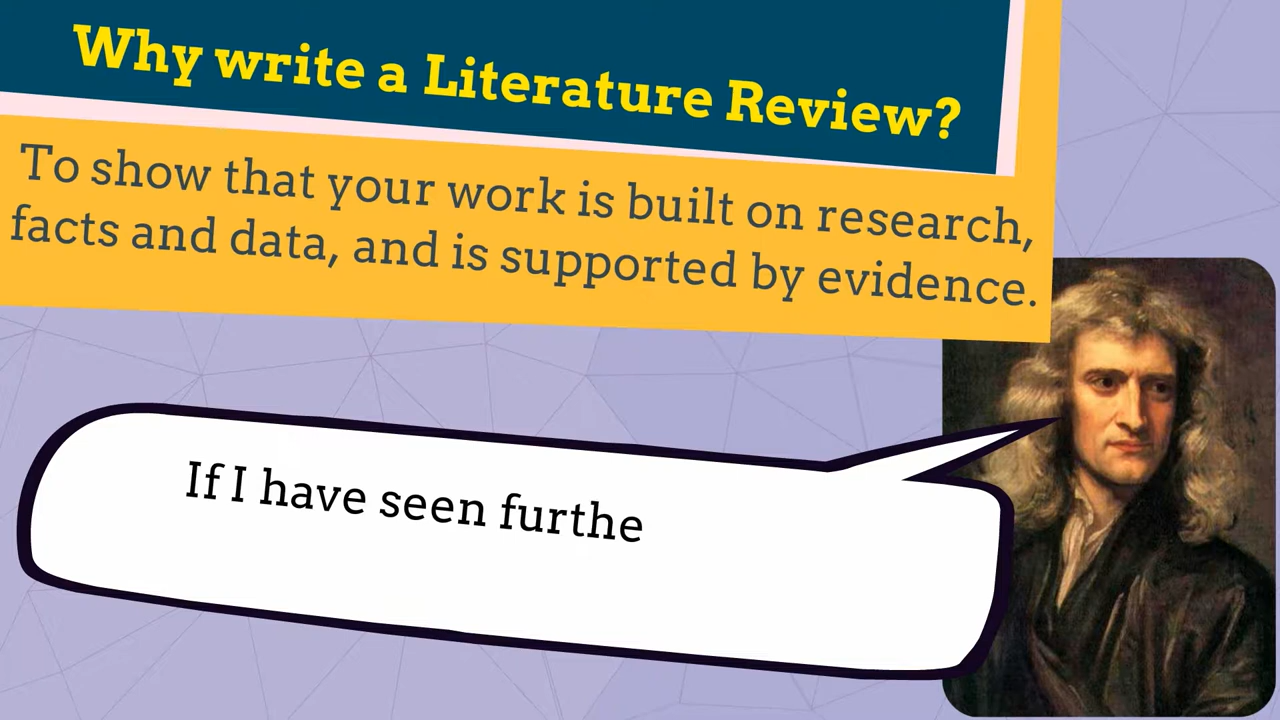 Why write a Literature Review?
To show that your work is built on research,
facts and data, and is supported by evidence.
If I have seen furthe